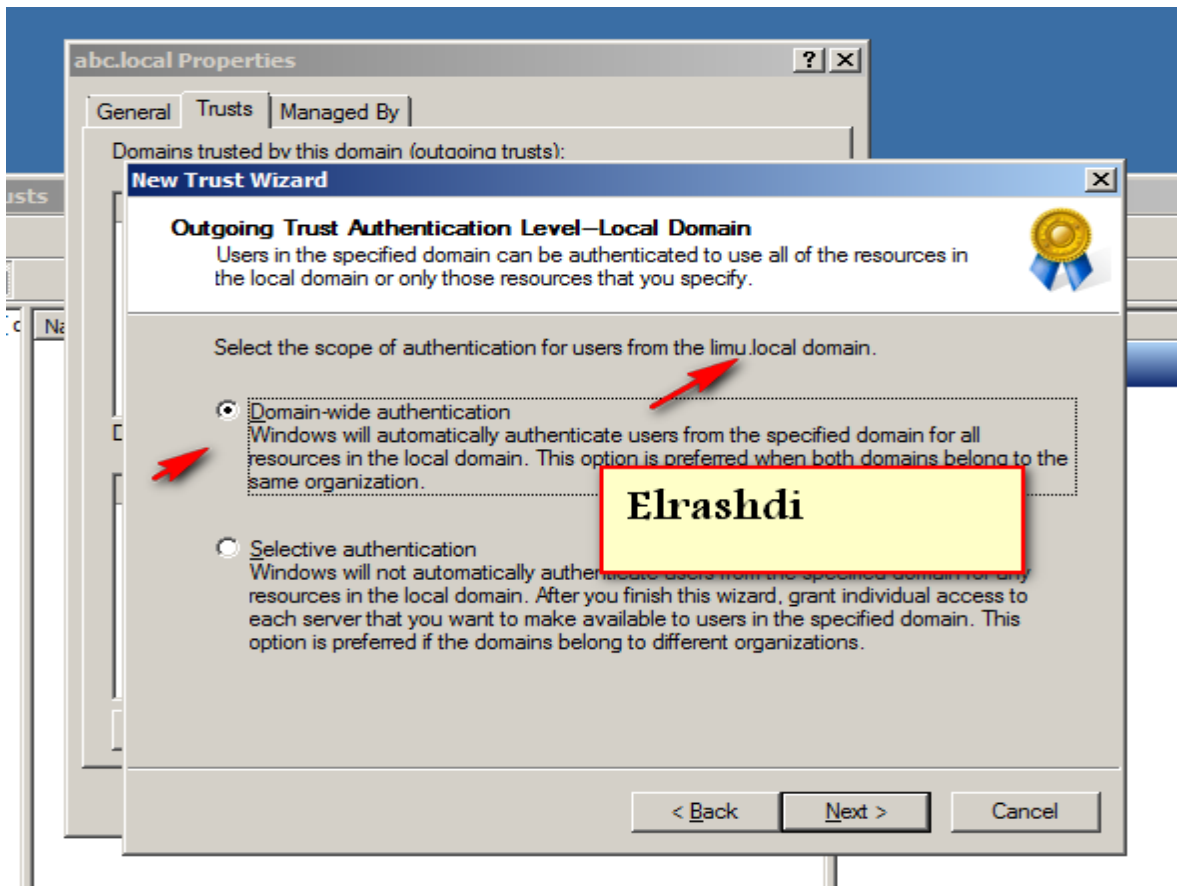 abc.local Properties
General Trusts Managed By
Domains trusted by this domain (outgoing trusts):
usts
New Trust Wizard
Outgoing Trust Authentication Level–Local Domain
Users in the specified domain can be authenticated to use all of the resources in
the local domain or only those resources that you specify.
Na
Select the scope of authentication for users from the limu.local domain.
Domain-wide authentication
Windows will automatically authenticate users from the specified domain for all
resources in the local domain. This option is preferred when both domains belong to the
same organization.
Elrashdi
Selective authentication
Windows will not automatically authenticate users from the specified domain for any
resources in the local domain. After you finish this wizard, grant individual access to
each server that you want to make available to users in the specified domain. This
option is preferred if the domains belong to different organizations.
< Back Next > Cancel